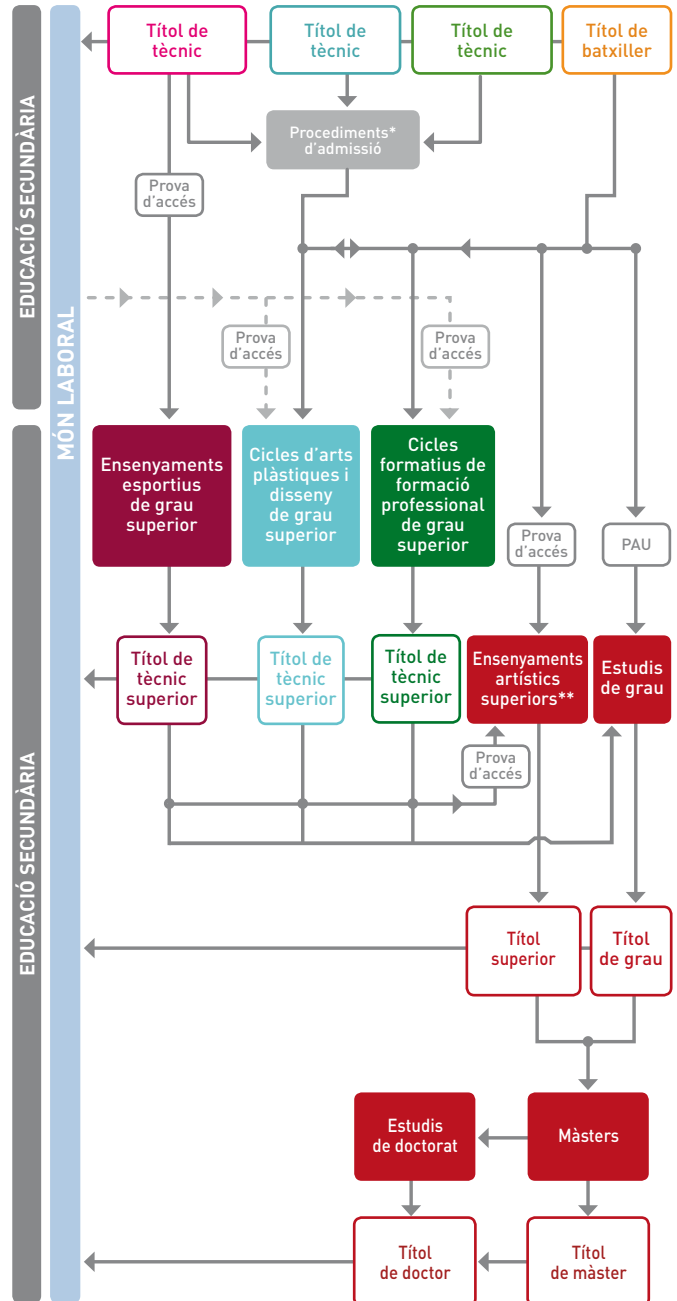 EDUCACIÓ SECUNDÀRIA
MÓN LABORAL
Títol de
tècnic
Títol de
tècnic
Títol de
tècnic
Títol de
batxiller
Procediments*
d'admissió
Prova
d'accés
Prova
d'accés
Prova
d'accés
Ensenyaments
esportius
de grau
superior
Cicles d'arts
plàstiques i
disseny
de grau
superior
Cicles
formatius de
formació
professional
de grau
superior
Prova
d'accés
PAU
EDUCACIÓ SECUNDÀRIA
Títol de
tècnic
superior
Títol de
tècnic
superior
Títol de
tècnic
superior
Ensenyaments
artístics
superiors**
Estudis
de grau
Prova
d'accés
Títol
superior
Títol
de grau
Estudis
de doctorat
Màsters
Títol
de doctor
Títol
de màster